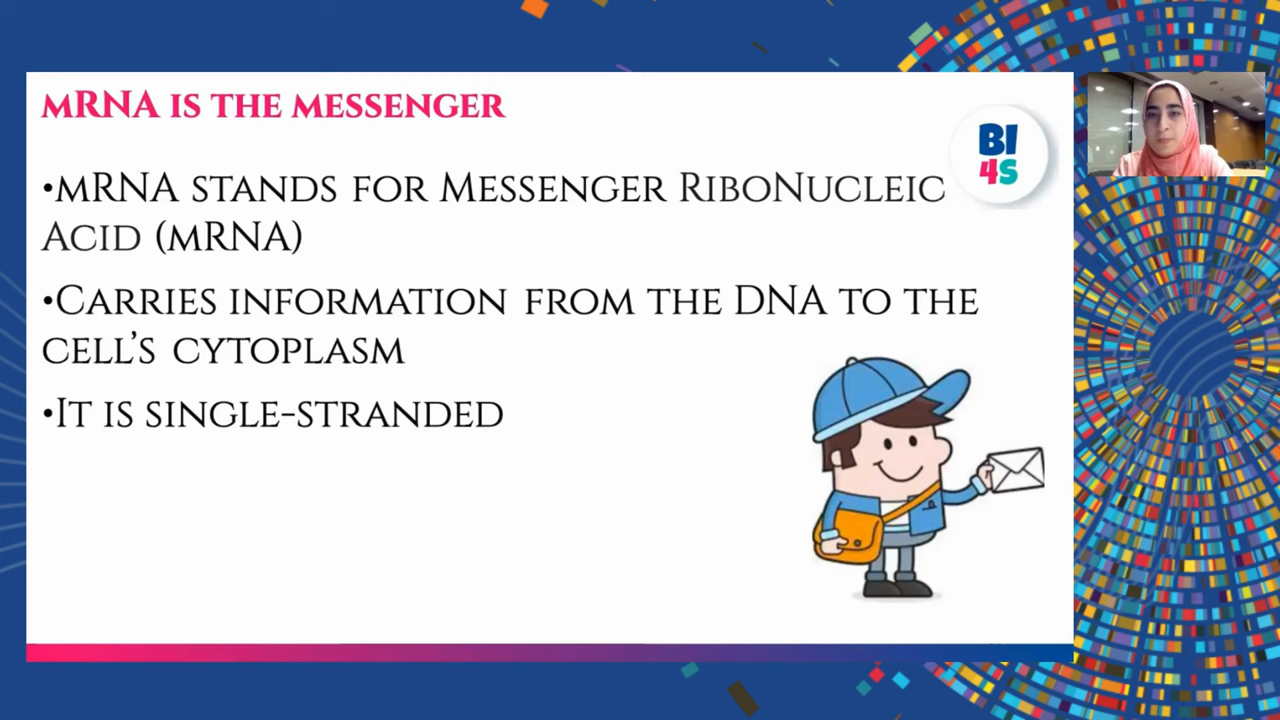 mRNA is the messenger
•mRNA stands for Messenger RiboNucleic
Acid (mRNA)
•Carries information from the DNA to the
cell's cytoplasm
•It is single-stranded
BI
4S